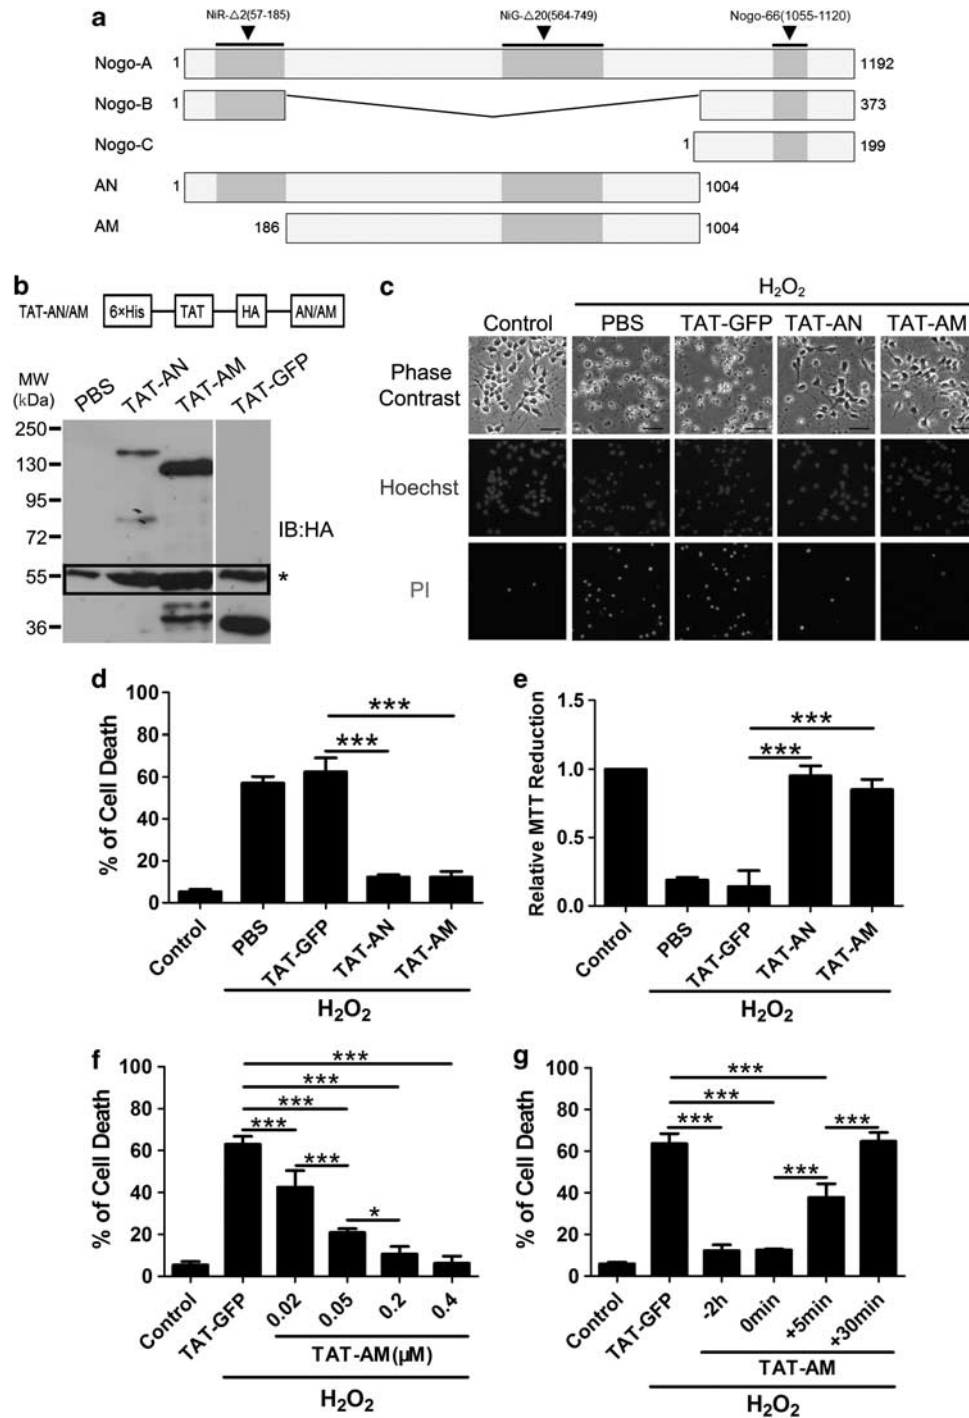 a
NiR-△2(57-185)
NiG-△20(564-749)
Nogo-66(1055-1120)
Nogo-A 1 1192
Nogo-B 1 373
Nogo-C 1 199
AN 1 1004
AM 186 1004
b
TAT-AN/AM 6×His TAT HA AN/AM
MW (kDa)
PBS TAT-AN TAT-AM TAT-GFP
250
130
95
72
55
36
IB:HA
*
c
H2O2
Control PBS TAT-GFP TAT-AN TAT-AM
Phase Contrast
Hoechst
PI
d
% of Cell Death
100
80
60
40
20
0
***
***
Control PBS TAT-GFP TAT-AN TAT-AM
H2O2
e
Relative MTT Reduction
1.5
1.0
0.5
0.0
***
***
Control PBS TAT-GFP TAT-AN TAT-AM
H2O2
f
% of Cell Death
100
80
60
40
20
0
***
***
***
***
***
*
Control TAT-GFP 0.02 0.05 0.2 0.4
TAT-AM(μM)
H2O2
g
% of Cell Death
100
80
60
40
20
0
***
***
***
***
***
Control TAT-GFP -2h 0min +5min +30min
TAT-AM
H2O2